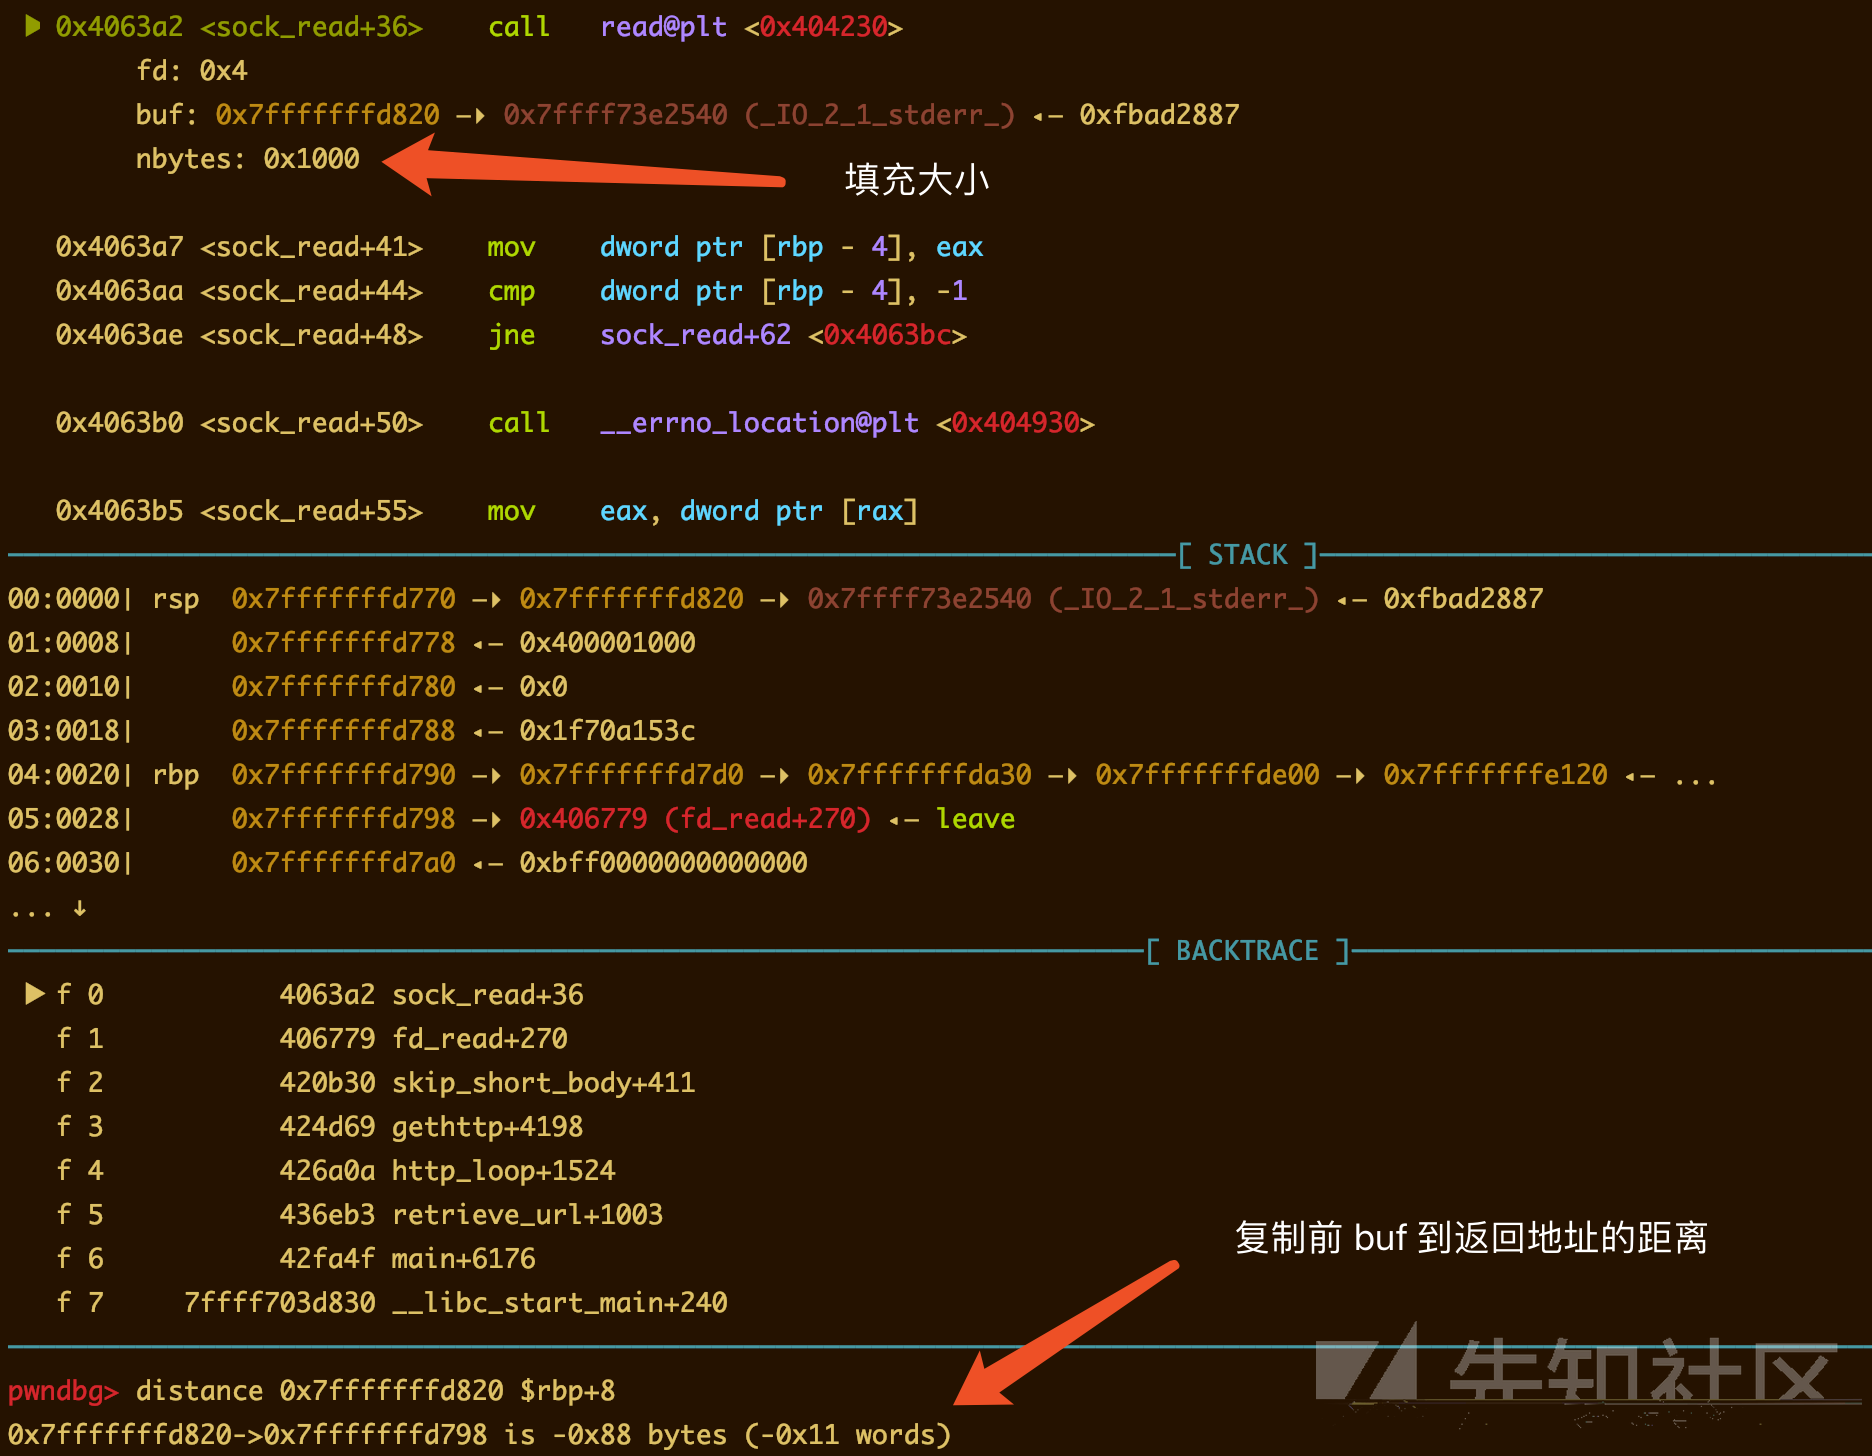 ► 0x4063a2 <sock_read+36>    call   read@plt <0x404230>
fd: 0x4
buf: 0x7fffffffd820 —▸ 0x7ffff73e2540 (_IO_2_1_stderr_) ◂— 0xfbad2887
nbytes: 0x1000
填充大小
0x4063a7 <sock_read+41>    mov    dword ptr [rbp - 4], eax
0x4063aa <sock_read+44>    cmp    dword ptr [rbp - 4], -1
0x4063ae <sock_read+48>    jne    sock_read+62 <0x4063bc>
0x4063b0 <sock_read+50>    call   __errno_location@plt <0x404930>
0x4063b5 <sock_read+55>    mov    eax, dword ptr [rax]
[ STACK ]
00:0000| rsp  0x7fffffffd770 —▸ 0x7fffffffd820 —▸ 0x7ffff73e2540 (_IO_2_1_stderr_) ◂— 0xfbad2887
01:0008|      0x7fffffffd778 ◂— 0x400001000
02:0010|      0x7fffffffd780 ◂— 0x0
03:0018|      0x7fffffffd788 ◂— 0x1f70a153c
04:0020| rbp  0x7fffffffd790 —▸ 0x7fffffffd7d0 —▸ 0x7fffffffda30 —▸ 0x7fffffffde00 —▸ 0x7fffffffe120 ◂— ...
05:0028|      0x7fffffffd798 —▸ 0x406779 (fd_read+270) ◂— leave
06:0030|      0x7fffffffd7a0 ◂— 0xbff0000000000000
... ↓
[ BACKTRACE ]
► f 0           4063a2 sock_read+36
f 1           406779 fd_read+270
f 2           420b30 skip_short_body+411
f 3           424d69 gethttp+4198
f 4           426a0a http_loop+1524
f 5           436eb3 retrieve_url+1003
f 6           42fa4f main+6176
f 7     7ffff703d830 __libc_start_main+240
复制前 buf 到返回地址的距离
pwndbg> distance 0x7fffffffd820 $rbp+8
0x7fffffffd820->0x7fffffffd798 is -0x88 bytes (-0x11 words)
先知社区